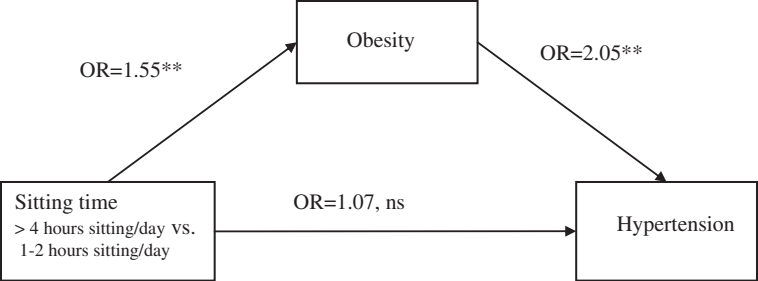 Obesity
OR=1.55**
OR=2.05**
Sitting time
> 4 hours sitting/day vs.
1-2 hours sitting/day
OR=1.07, ns
Hypertension